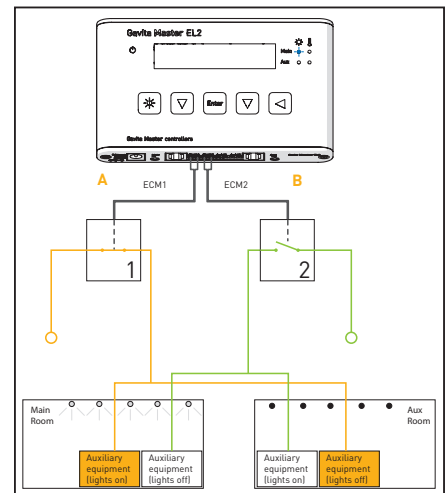 Gavita Master EL2
Main
Aux
Enter
Gavita Master controllers
A
ECM1
ECM2
B
1
2
Main
Room
Aux
Room
Auxiliary
equipment
(lights on)
Auxiliary
equipment
(lights off)
Auxiliary
equipment
(lights on)
Auxiliary
equipment
(lights off)